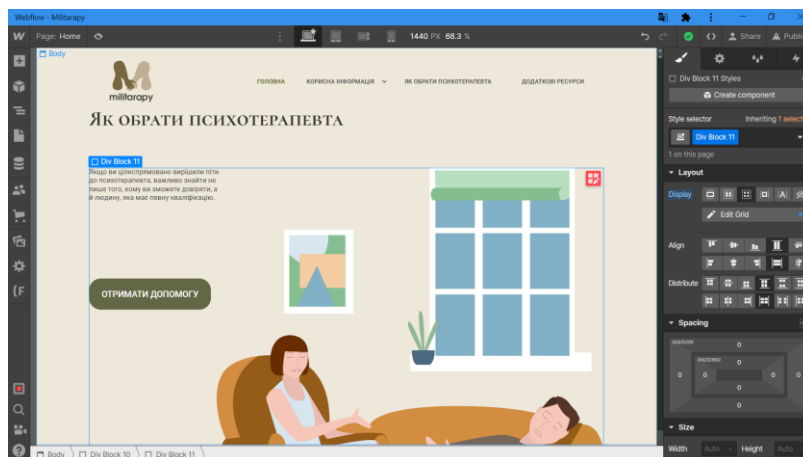 Webflow - Militarapy
Page: Home
1440 PX 68.3 %
Share
Publi
Body
militarapy
ГОЛОВНА
КОРИСНА ІНФОРМАЦІЯ
ЯК ОБРАТИ ПСИХОТЕРАПЕВТА
ДОДАТКОВІ РЕСУРСИ
Як обрати психотерапевта
Div Block 11
Якщо ви цілеспрямовано вирішили піти
до психотерапевта, важливо знайти не
лише того, кому ви зможете довіряти, а
й людину, яка має певну кваліфікацію.
ОТРИМАТИ ДОПОМОГУ
Div Block 11 Styles
Create component
Style selector
Inheriting 1 select
Div Block 11
1 on this page
Layout
Display
Edit Grid
Align
Distribute
Spacing
MARGIN
0
PADDING
0
0
0
0
0
0
0
Size
Width
Auto
Height
Auto
Body
Div Block 10
Div Block 11